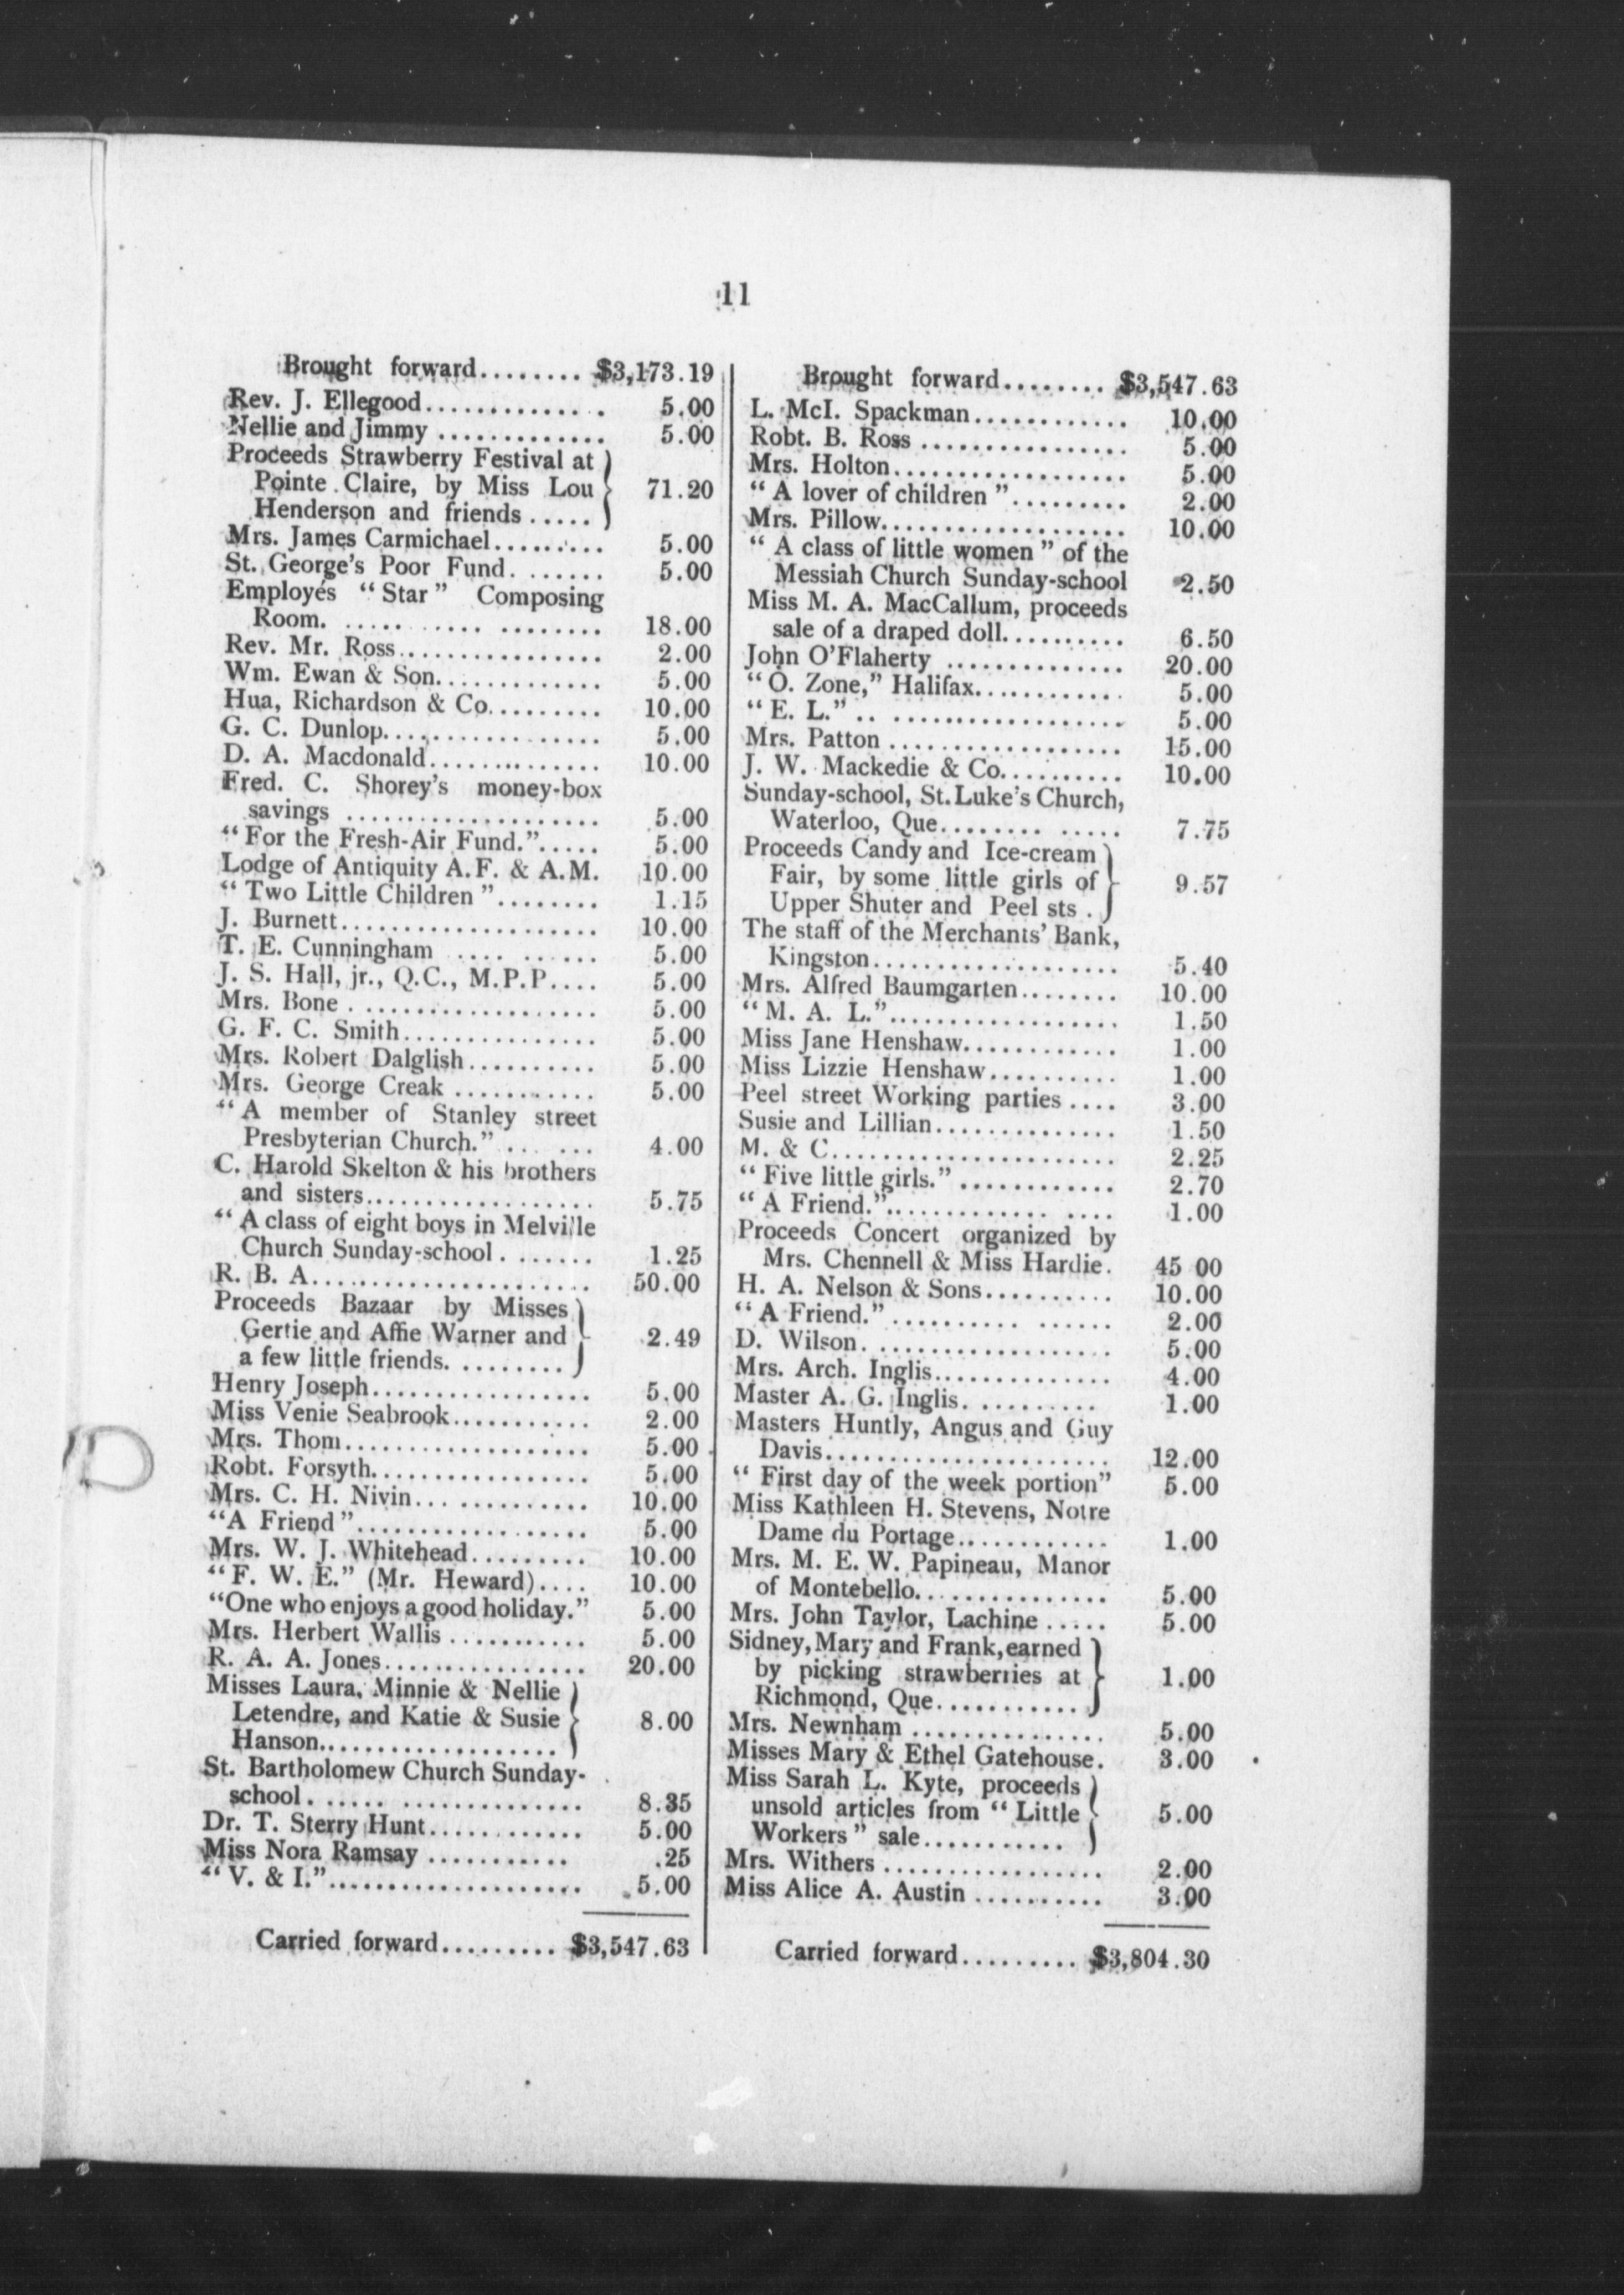 11
Brought forward........ $3,173.19
Rev. J. Ellegood............. . 5.00
Nellie and Jimmy ............. 5.00
Proceeds Strawberry Festival at
Pointe Claire, by Miss Lou 71.20
Henderson and friends .....
Mrs. James Carmichael......... 5.00
St. George's Poor Fund. ....... 5.00
Employés "Star" Composing
Room. ..... ..... ........ 18.00
Rev. Mr. Ross................ 2.00
Wm. Ewan & Son............. 5.00
Hua, Richardson & Co......... 10.00
G. C. Dunlop................. 5.00
D. A. Macdonald.............. 10.00
Fred. C. Shorey's money-box
savings .................... 5.00
"For the Fresh-Air Fund."..... 5.00
Lodge of Antiquity A.F. & A.M. 10.00
"Two Little Children"........ 1.15
J. Burnett.................... 10.00
T. E. Cunningham .... ...... 5.00
J. S. Hall, jr., Q.C., M.P.P.... 5.00
Mrs. Bone . .................. 5.00
G. F. C. Smith................ 5.00
Mrs. Robert Dalglish.......... 5.00
Mrs. George Creak ........... 5.00
"A member of Stanley street
Presbyterian Church." ... ... 4.00
C. Harold Skelton & his brothers
and sisters.................. 5.75
"A class of eight boys in Melville
Church Sunday-school . ...... 1.25
R. B. A...................... 50.00
Proceeds Bazaar by Misses
Gertie and Affie Warner and 2.49
a few little friends. ........
Henry Joseph................. 5.00
Miss Venie Seabrook........... 2.00
Mrs. Thom................... 5.00
Robt. Forsyth................. 5.00
Mrs. C. H. Nivin... .......... 10.00
"A Friend".................. 5.00
Mrs. W. J. Whitehead......... 10.00
"F. W. E." (Mr. Heward).... 10.00
"One who enjoys a good holiday." 5.00
Mrs. Herbert Wallis ........... 5.00
R. A. A. Jones................ 20.00
Misses Laura, Minnie & Nellie
Letendre, and Katie & Susie 8.00
Hanson...................
St. Bartholomew Church Sunday-
school . ..... .............. 8.35
Dr. T. Sterry Hunt............ 5.00
Miss Nora Ramsay ........... .25
"V. & I."..................... 5.00
Carried forward......... $3,547.63
Brought forward........ $3,547.63
L. McI. Spackman............ 10.00
Robt. B. Ross ................ 5.00
Mrs. Holton.................. 5.00
"A lover of children"......... 2.00
Mrs. Pillow................... 10.00
"A class of little women" of the
Messiah Church Sunday-school 2.50
Miss M. A. MacCallum, proceeds
sale of a draped doll.......... 6.50
John O'Flaherty .............. 20.00
"O. Zone," Halifax............ 5.00
"E. L." .. .................. 5.00
Mrs. Patton .................. 15.00
J. W. Mackedie & Co.......... 10.00
Sunday-school, St. Luke's Church,
Waterloo, Que........ ..... 7.75
Proceeds Candy and Ice-cream
Fair, by some little girls of 9.57
Upper Shuter and Peel sts .
The staff of the Merchants' Bank,
Kingston................... 5.40
Mrs. Alfred Baumgarten........ 10.00
"M. A. L."................... 1.50
Miss Jane Henshaw............ 1.00
Miss Lizzie Henshaw.......... 1.00
Peel street Working parties .... 3.00
Susie and Lillian.............. 1.50
M. & C...................... 2.25
"Five little girls." ............ 2.70
"A Friend."............. .... 1.00
Proceeds Concert organized by
Mrs. Chennell & Miss Hardie. 45 00
H. A. Nelson & Sons.......... 10.00
"A Friend." .......... ...... 2.00
D. Wilson. .................. 5.00
Mrs. Arch. Inglis.............. 4.00
Master A. G. Inglis. .......... 1.00
Masters Huntly, Angus and Guy
Davis...................... 12.00
"First day of the week portion" 5.00
Miss Kathleen H. Stevens, Notre
Dame du Portage............ 1.00
Mrs. M. E. W. Papineau, Manor
of Montebello............... 5.00
Mrs. John Taylor, Lachine ..... 5.00
Sidney, Mary and Frank, earned
by picking strawberries at 1.00
Richmond, Que...........
Mrs. Newnham ............... 5.00
Misses Mary & Ethel Gatehouse. 3.00
Miss Sarah L. Kyte, proceeds
unsold articles from "Little 5.00
Workers" sale...........
Mrs. Withers ................. 2.00
Miss Alice A. Austin .......... 3.00
Carried forward......... $3,804.30